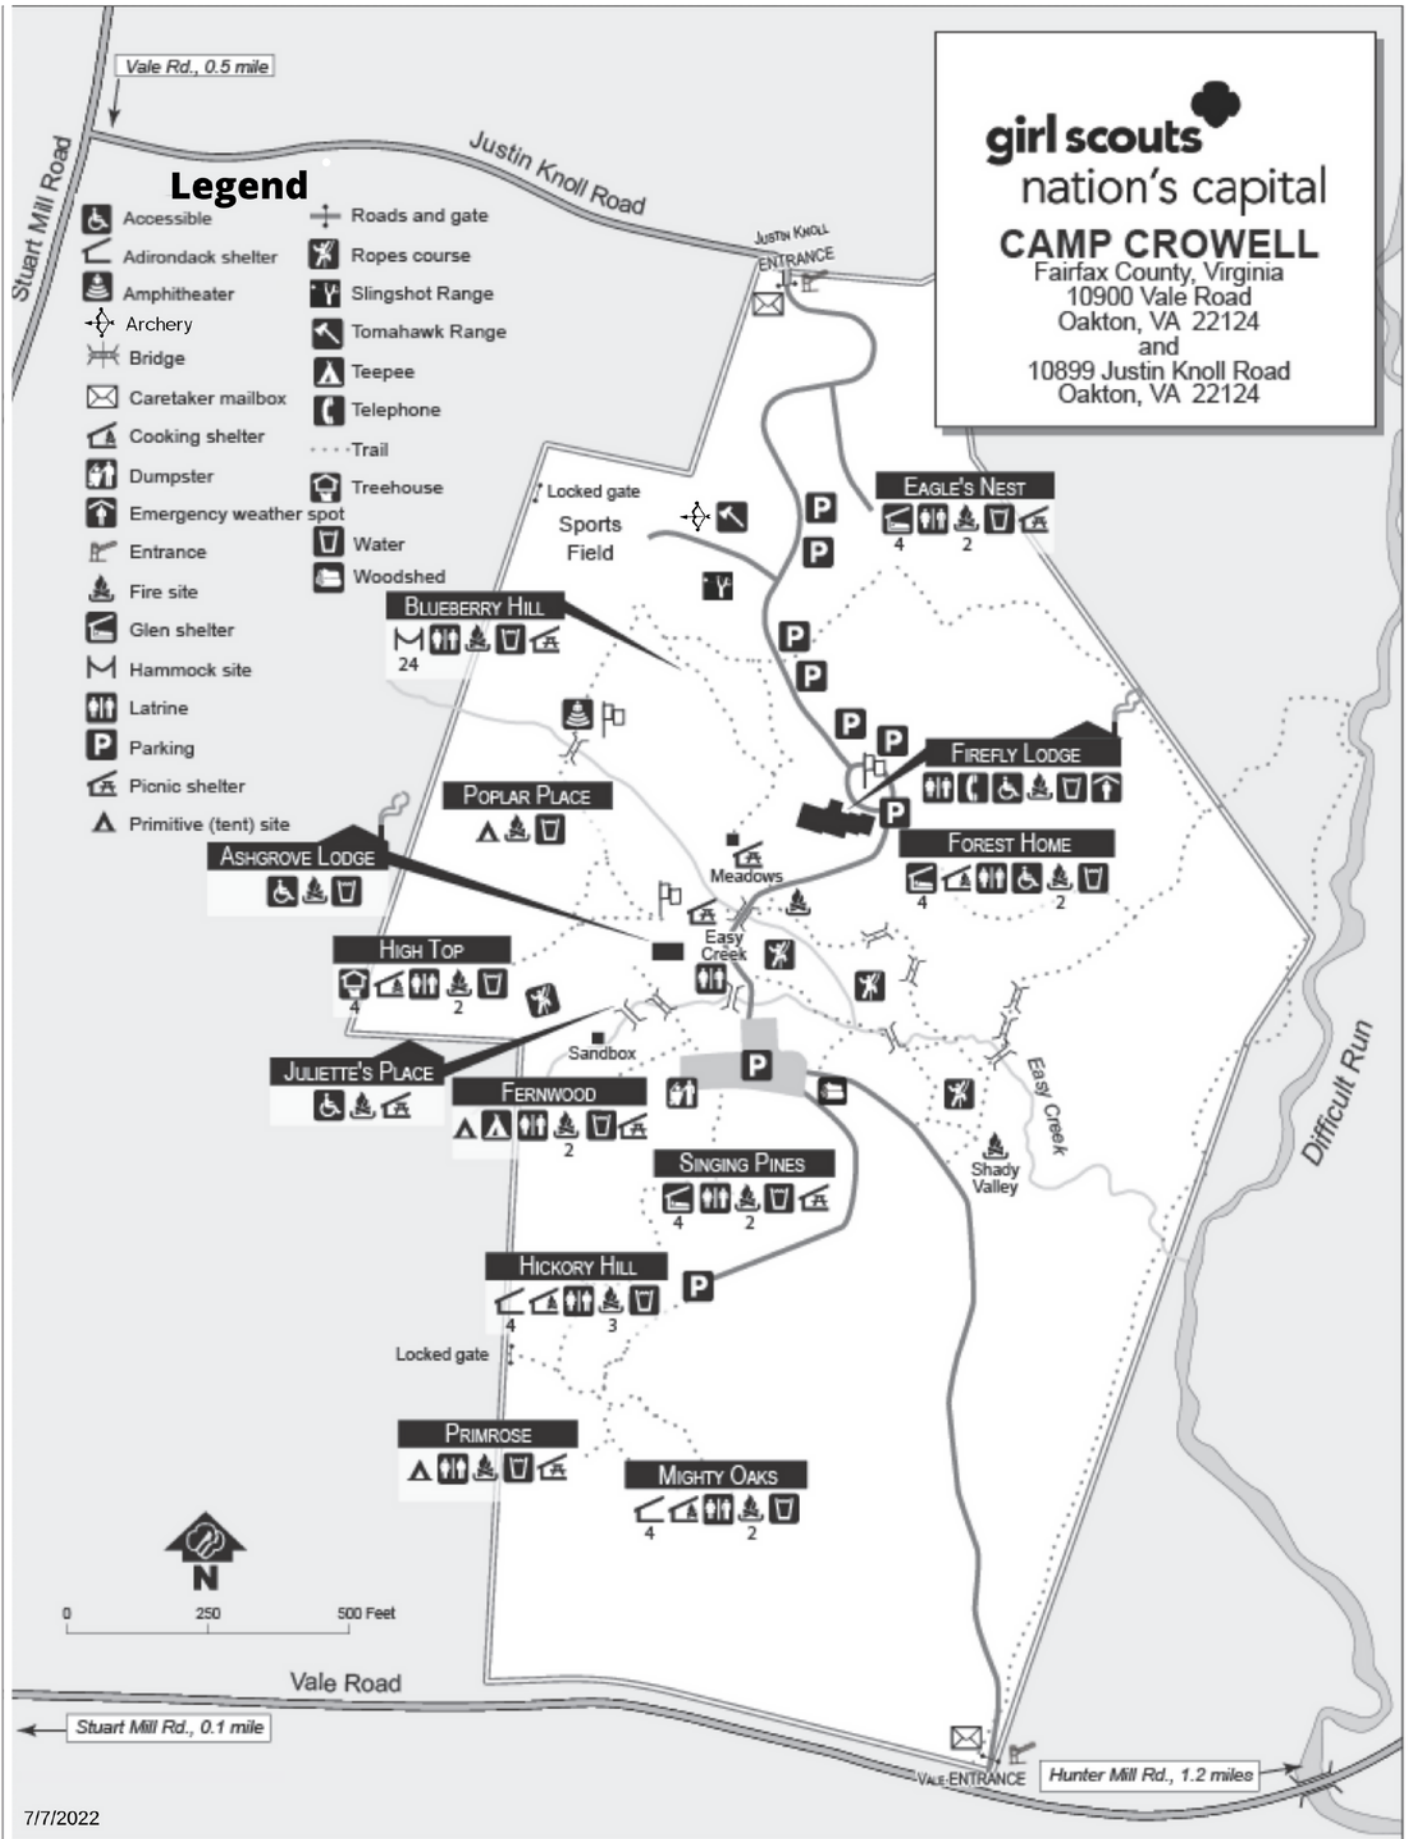 Vale Rd., 0.5 mile
Stuart Mill Road
Justin Knoll Road
Legend
Accessible
Adirondack shelter
Amphitheater
Archery
Bridge
Caretaker mailbox
Cooking shelter
Dumpster
Emergency weather spot
Entrance
Fire site
Glen shelter
Hammock site
Latrine
P Parking
Picnic shelter
Primitive (tent) site
Roads and gate
Ropes course
Slingshot Range
Tomahawk Range
Teepee
Telephone
Trail
Treehouse
Water
Woodshed
girl scouts
nation's capital
CAMP CROWELL
Fairfax County, Virginia
10900 Vale Road
Oakton, VA 22124
and
10899 Justin Knoll Road
Oakton, VA 22124
JUSTIN KNOLL
ENTRANCE
Locked gate
Sports
Field
P
P
EAGLE'S NEST
4 2
BLUEBERRY HILL
24
P
P
P
P
FIREFLY LODGE
P
POPLAR PLACE
FOREST HOME
4 2
ASHGROVE LODGE
Meadows
HIGH TOP
4 2
Easy
Creek
Sandbox
JULIETTE'S PLACE
P
FERNWOOD
2
Easy Creek
Difficult Run
SINGING PINES
4 2
Shady
Valley
HICKORY HILL
4 3
P
Locked gate
PRIMROSE
MIGHTY OAKS
4 2
N
0 250 500 Feet
Vale Road
Stuart Mill Rd., 0.1 mile
VALE ENTRANCE
Hunter Mill Rd., 1.2 miles
7/7/2022